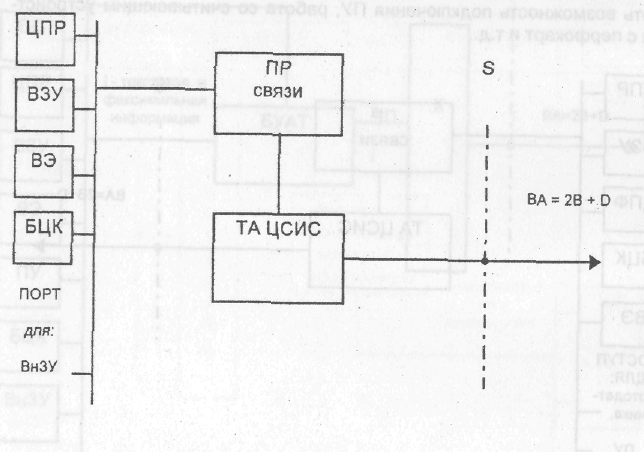 ЦПР
ВЗУ
ВЭ
БЦК
ПОРТ
для:
ВнЗУ
ПР
связи
ТА ЦСИС
S
ВА = 2В + D